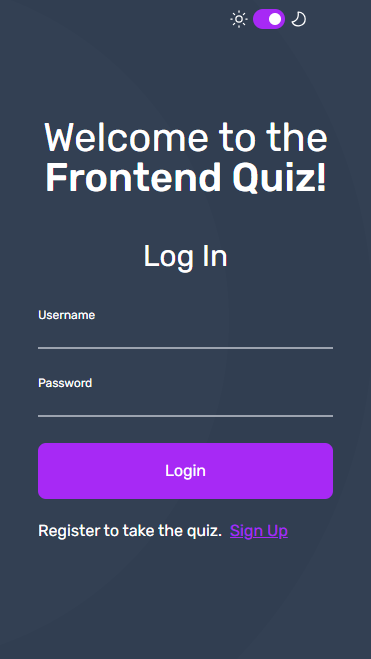 Welcome to the
Frontend Quiz!
Log In
Username
Password
Login
Register to take the quiz. Sign Up